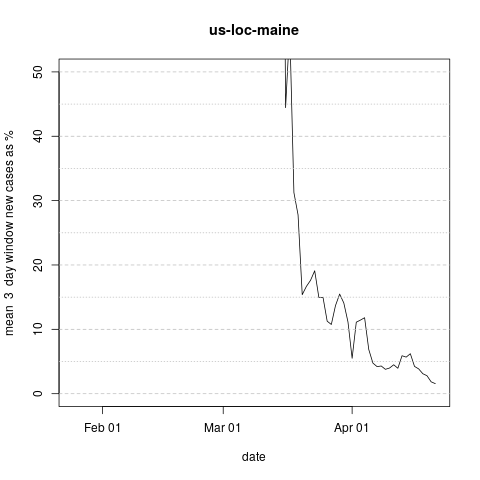 us-loc-maine
mean 3 day window new cases as %
50
40
30
20
10
0
Feb 01
Mar 01
Apr 01
date